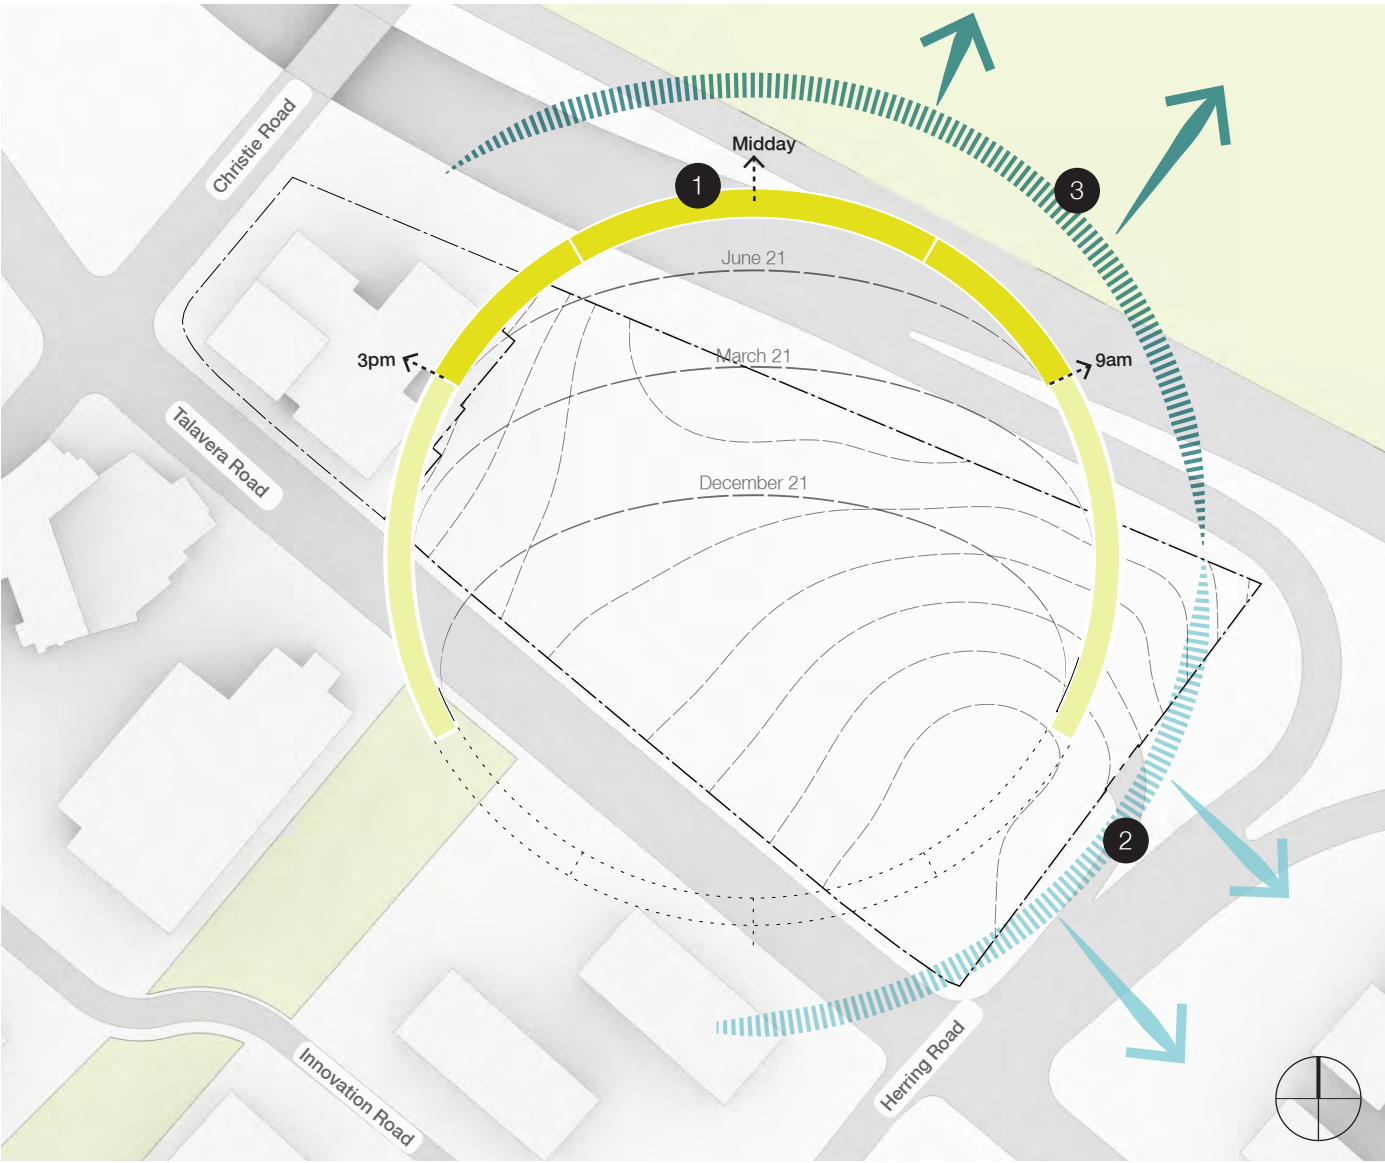 Christie Road
Midday
1
3
June 21
3pm
March 21
9am
Talavera Road
December 21
2
Herring Road
Innovation Road